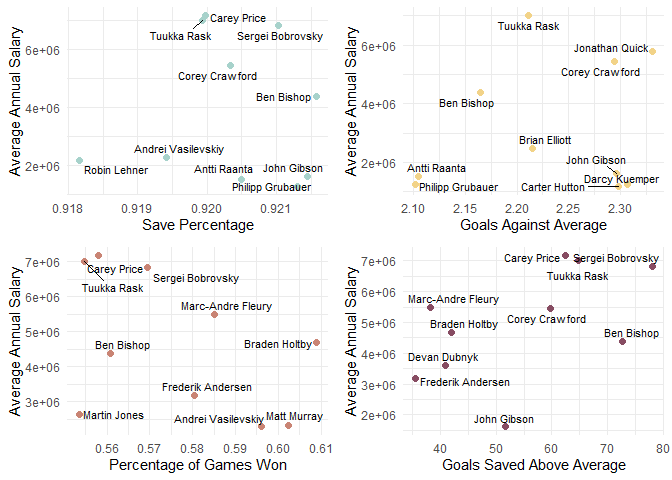 Average Annual Salary
6e+06
4e+06
2e+06
Carey Price
Tuukka Rask
Sergei Bobrovsky
Corey Crawford
Ben Bishop
Andrei Vasilevskiy
Robin Lehner
Antti Raanta
John Gibson
Philipp Grubauer
0.918 0.919 0.920 0.921
Save Percentage
Average Annual Salary
6e+06
4e+06
2e+06
Tuukka Rask
Jonathan Quick
Corey Crawford
Ben Bishop
Brian Elliott
John Gibson
Antti Raanta
Darcy Kuemper
Philipp Grubauer
Carter Hutton
2.10 2.15 2.20 2.25 2.30
Goals Against Average
Average Annual Salary
7e+06
6e+06
5e+06
4e+06
3e+06
Carey Price
Sergei Bobrovsky
Tuukka Rask
Marc-Andre Fleury
Ben Bishop
Braden Holtby
Frederik Andersen
Martin Jones
Andrei Vasilevskiy
Matt Murray
0.56 0.57 0.58 0.59 0.60 0.61
Percentage of Games Won
Average Annual Salary
7e+06
6e+06
5e+06
4e+06
3e+06
2e+06
Carey Price
Sergei Bobrovsky
Tuukka Rask
Marc-Andre Fleury
Corey Crawford
Braden Holtby
Ben Bishop
Devan Dubnyk
Frederik Andersen
John Gibson
40 50 60 70 80
Goals Saved Above Average